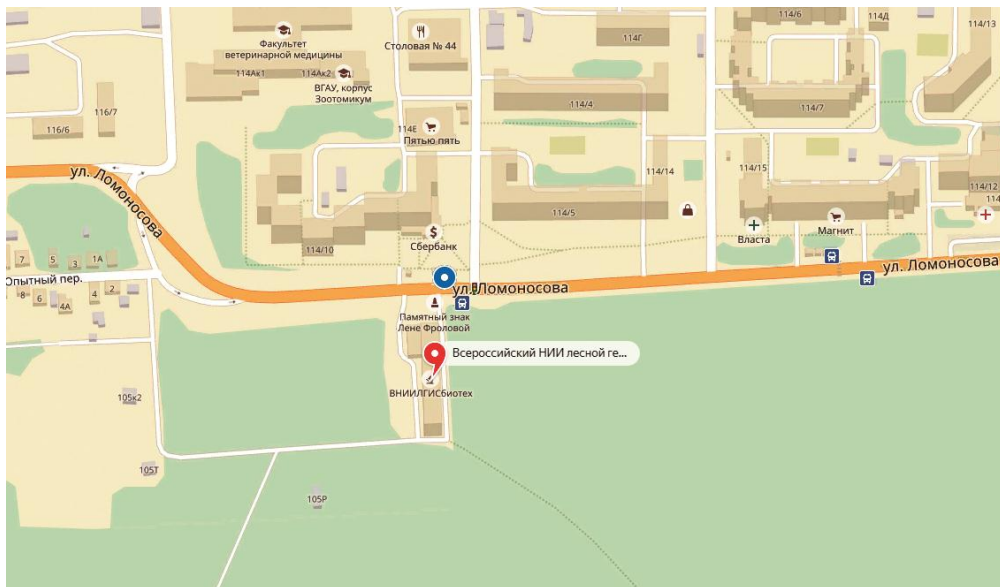 114/6
114Д
114/13
114Г
Факультет
ветеринарной медицины
Столовая № 44
114Ак1
114Ак2
ВГАУ, корпус
Зоотомикум
114/4
114/7
116/7
116/6
114Е
Пятью пять
114/14
114/15
114/12
114
ул. Ломоносова
114/5
114/10
$
Сбербанк
Власта
Магнит
7
5
3
1А
Опытный пер.
8
6
4А
4
2
ул. Ломоносова
ул. Ломоносова
Памятный знак
Лене Фроловой
Всероссийский НИИ лесной ге...
ВНИИЛГИСбиотех
105к2
105Т
105Р